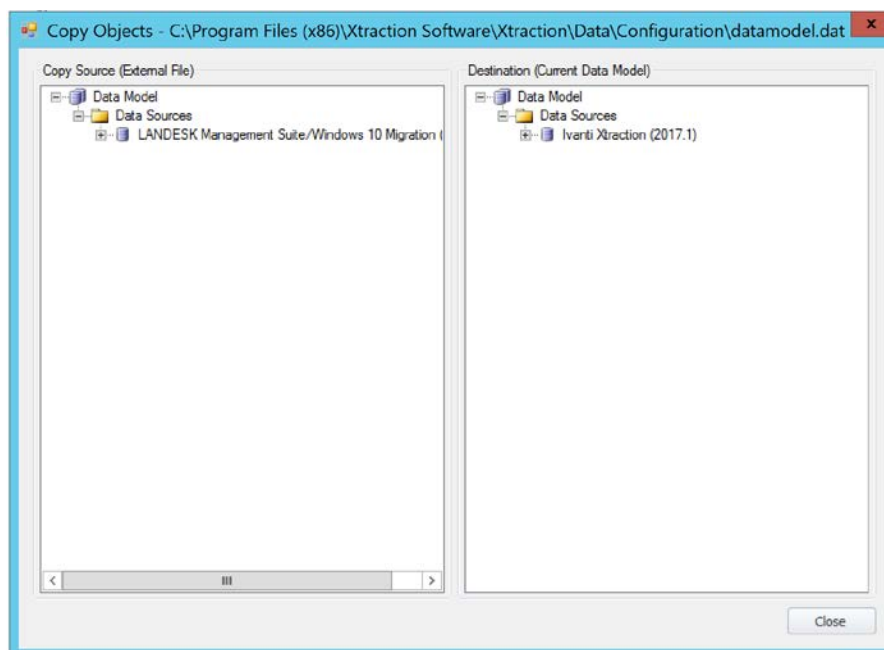 Copy Objects - C:\Program Files (x86)\Xtraction Software\Xtraction\Data\Configuration\datamodel.dat
Copy Source (External File)
Data Model
Data Sources
LANDESK Management Suite/Windows 10 Migration (
Destination (Current Data Model)
Data Model
Data Sources
Ivanti Xtraction (2017.1)
Close